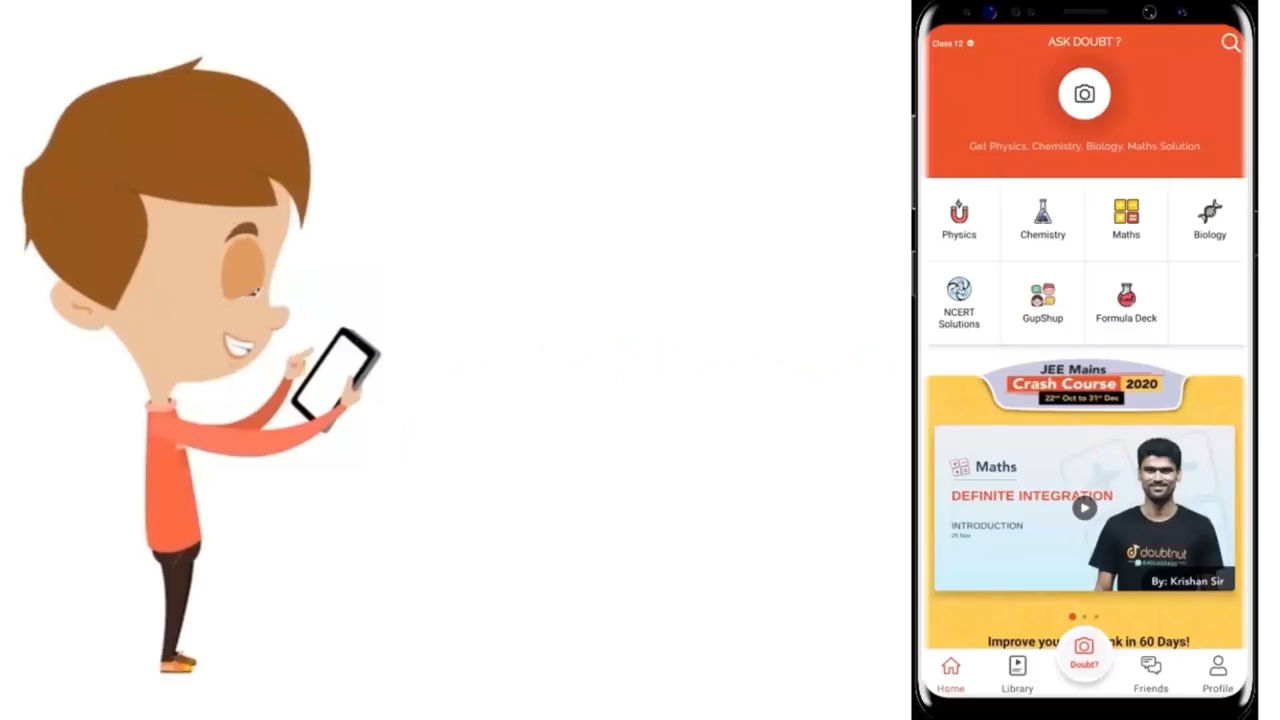 Class 12
ASK DOUBT ?
Get Physics, Chemistry, Biology, Maths Solution
Physics
Chemistry
Maths
Biology
NCERT
Solutions
GupShup
Formula Deck
JEE Mains
Crash Course 2020
22nd Oct to 31st Dec
Maths
DEFINITE INTEGRATION
INTRODUCTION
25 Nov
doubtnut
By: Krishan Sir
in 60 Days!
Improve
Doubt?
Home
Library
Friends
Profile